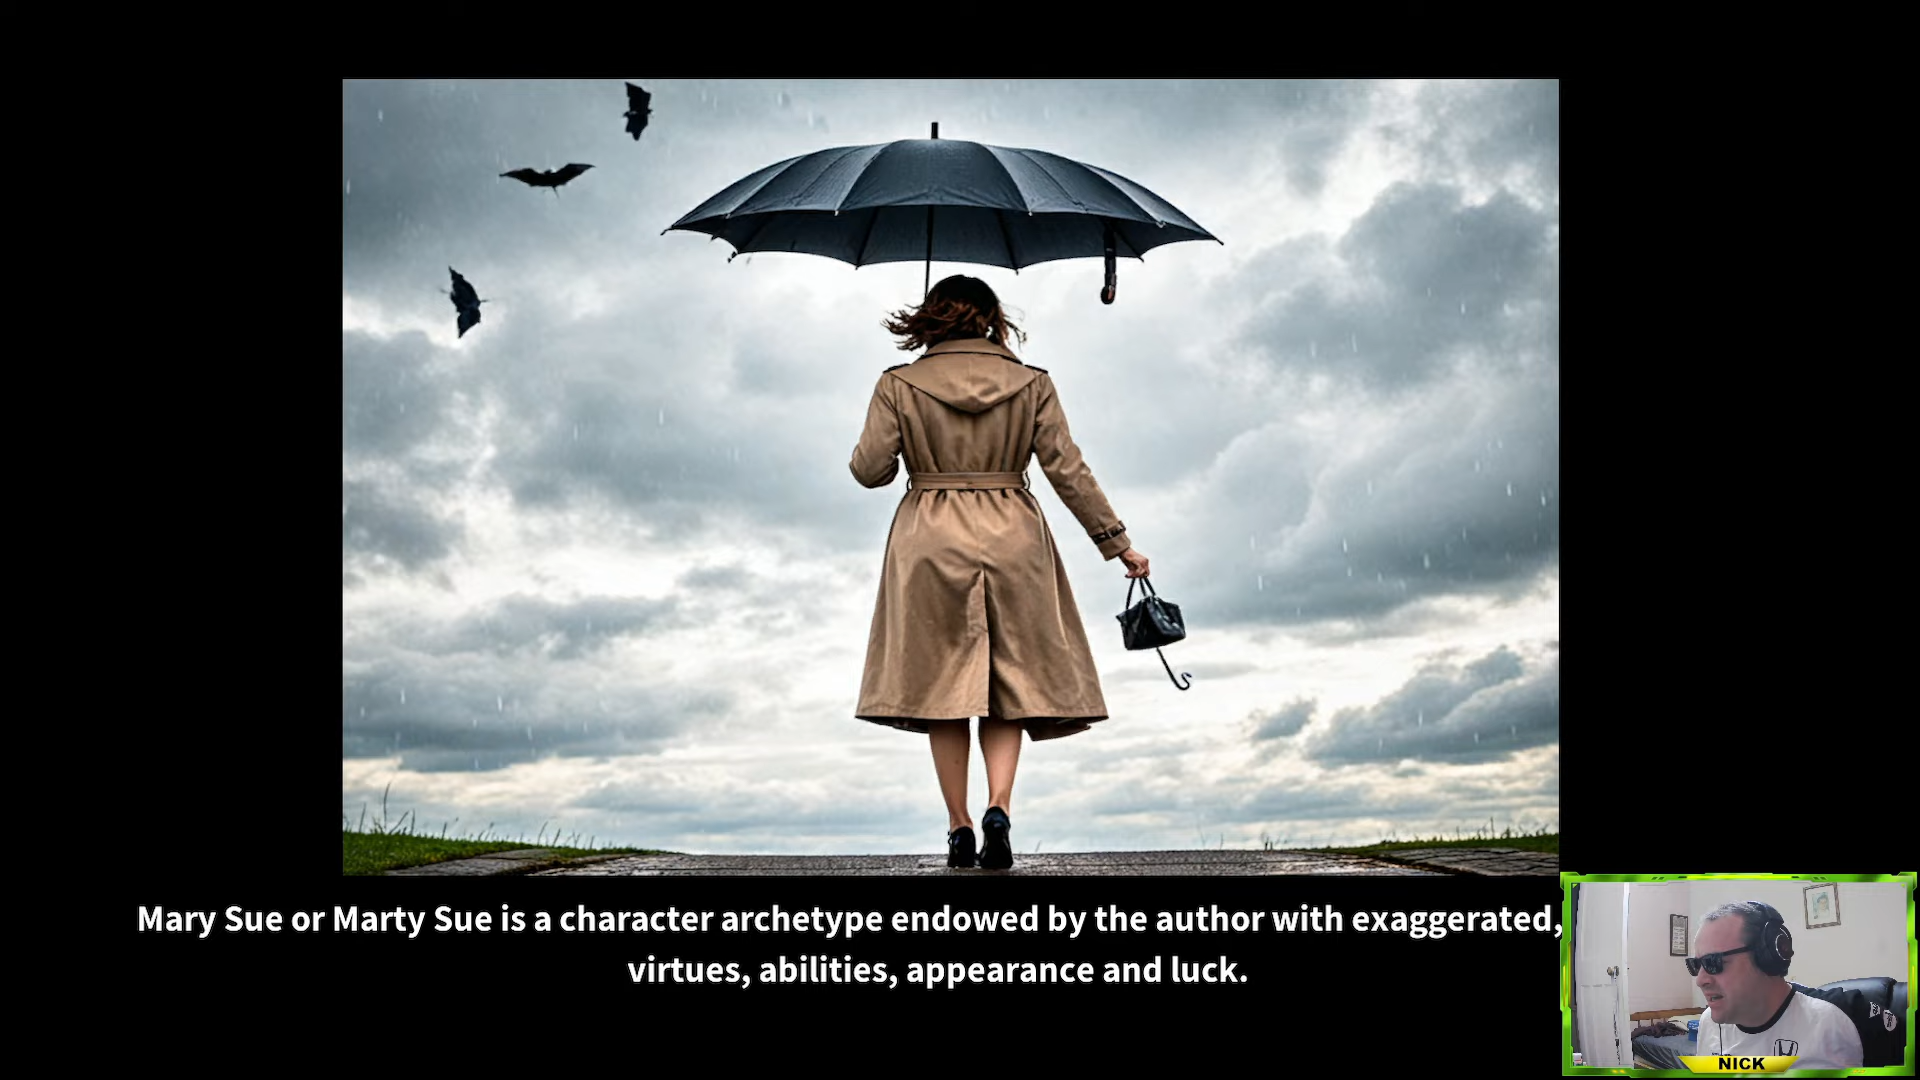 Mary Sue or Marty Sue is a character archetype endowed by the author with exaggerated,
virtues, abilities, appearance and luck.
NICK